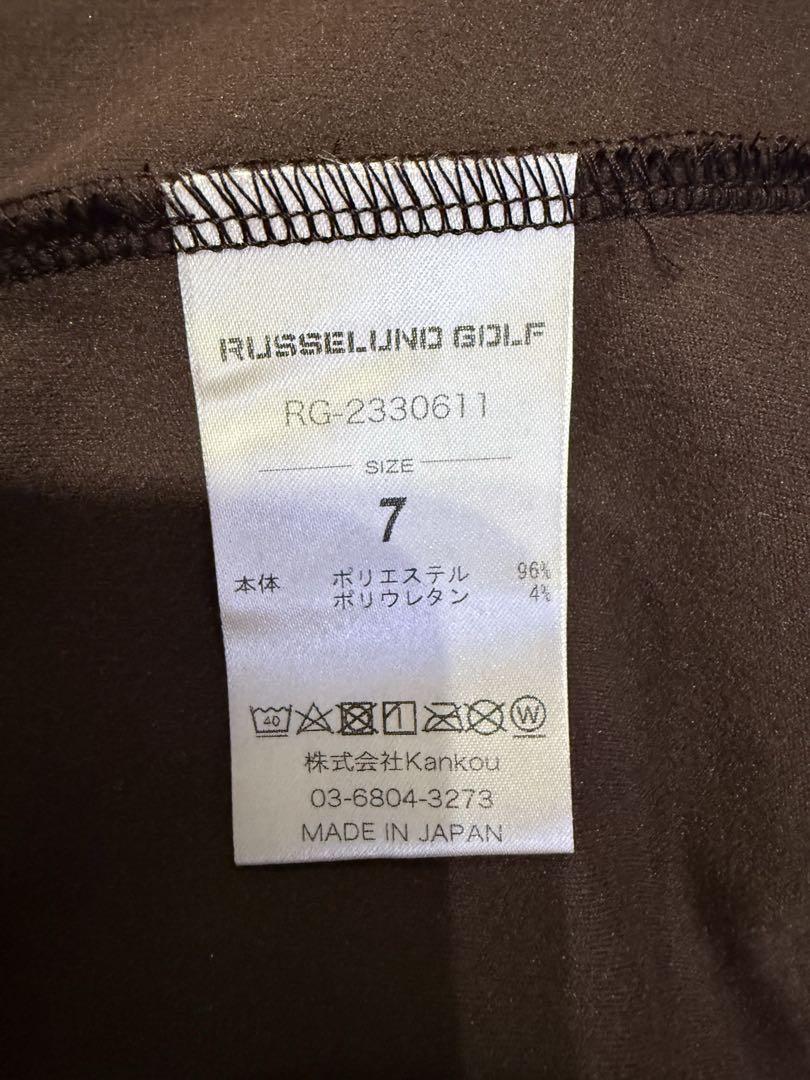 RUSSELUNO GOLF
RG-2330611
SIZE
7
本体 ポリエステル 96%
ポリウレタン 4%
40 W
株式会社Kankou
03-6804-3273
MADE IN JAPAN